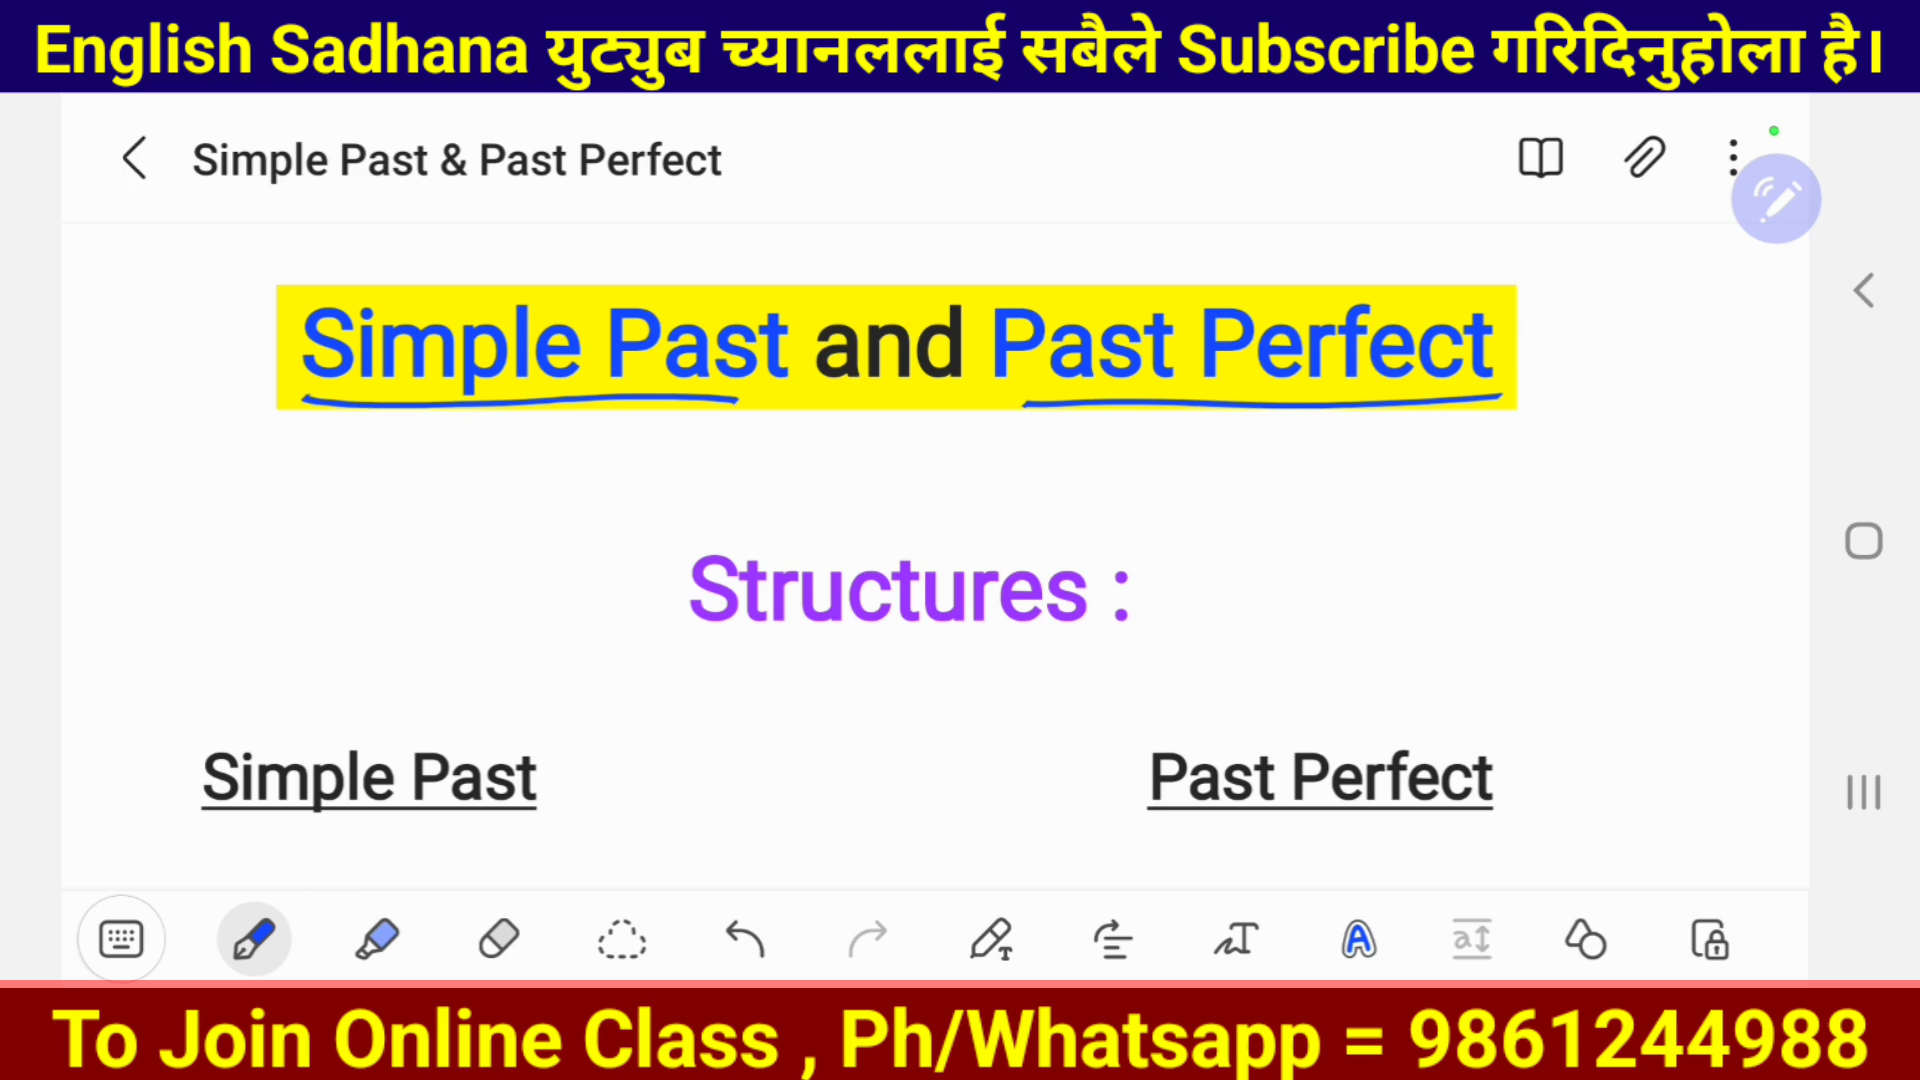 English Sadhana युट्युब च्यानललाई सबैले Subscribe गरिदिनुहोला है।
Simple Past & Past Perfect
Simple Past and Past Perfect
Structures :
Simple Past
Past Perfect
To Join Online Class , Ph/Whatsapp = 9861244988